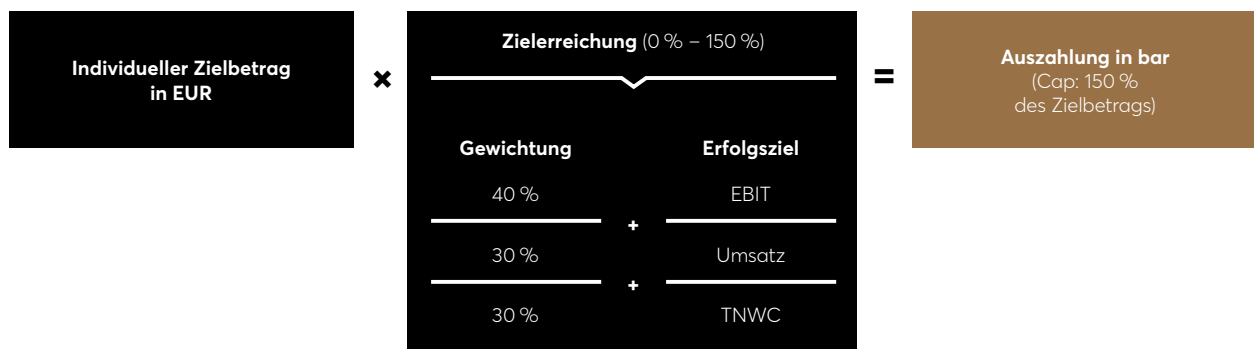 Individueller Zielbetrag
in EUR
×
Zielerreichung (0 % – 150 %)
Gewichtung Erfolgsziel
40 % EBIT
+
30 % Umsatz
+
30 % TNWC
=
Auszahlung in bar
(Cap: 150 %
des Zielbetrags)